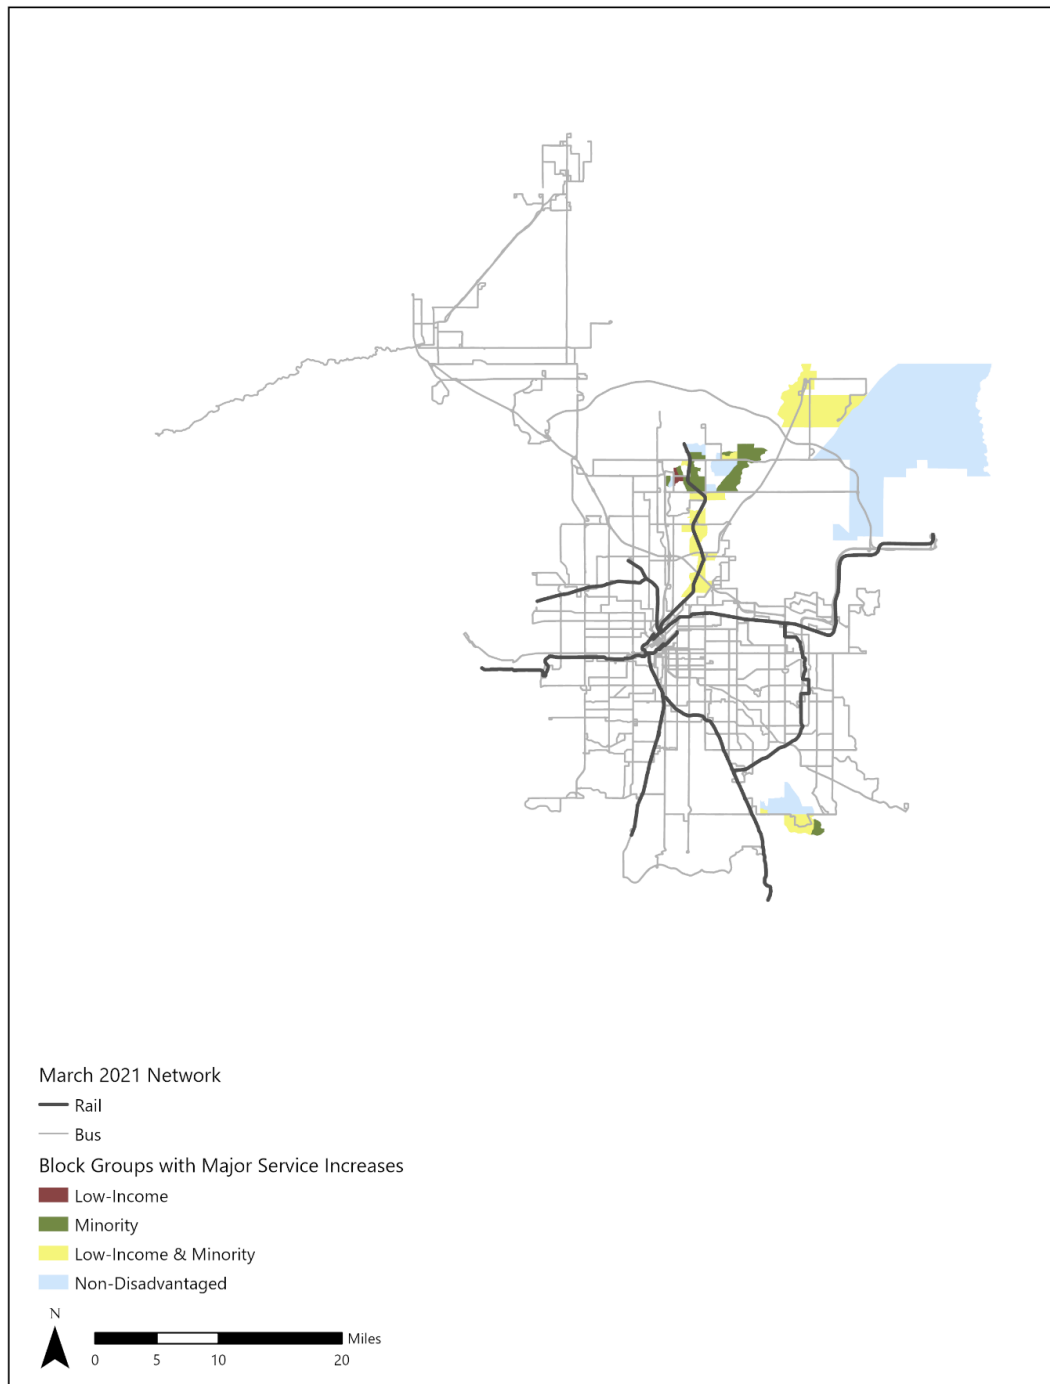 March 2021 Network
Rail
Bus
Block Groups with Major Service Increases
Low-Income
Minority
Low-Income & Minority
Non-Disadvantaged
N
Miles
0 5 10 20